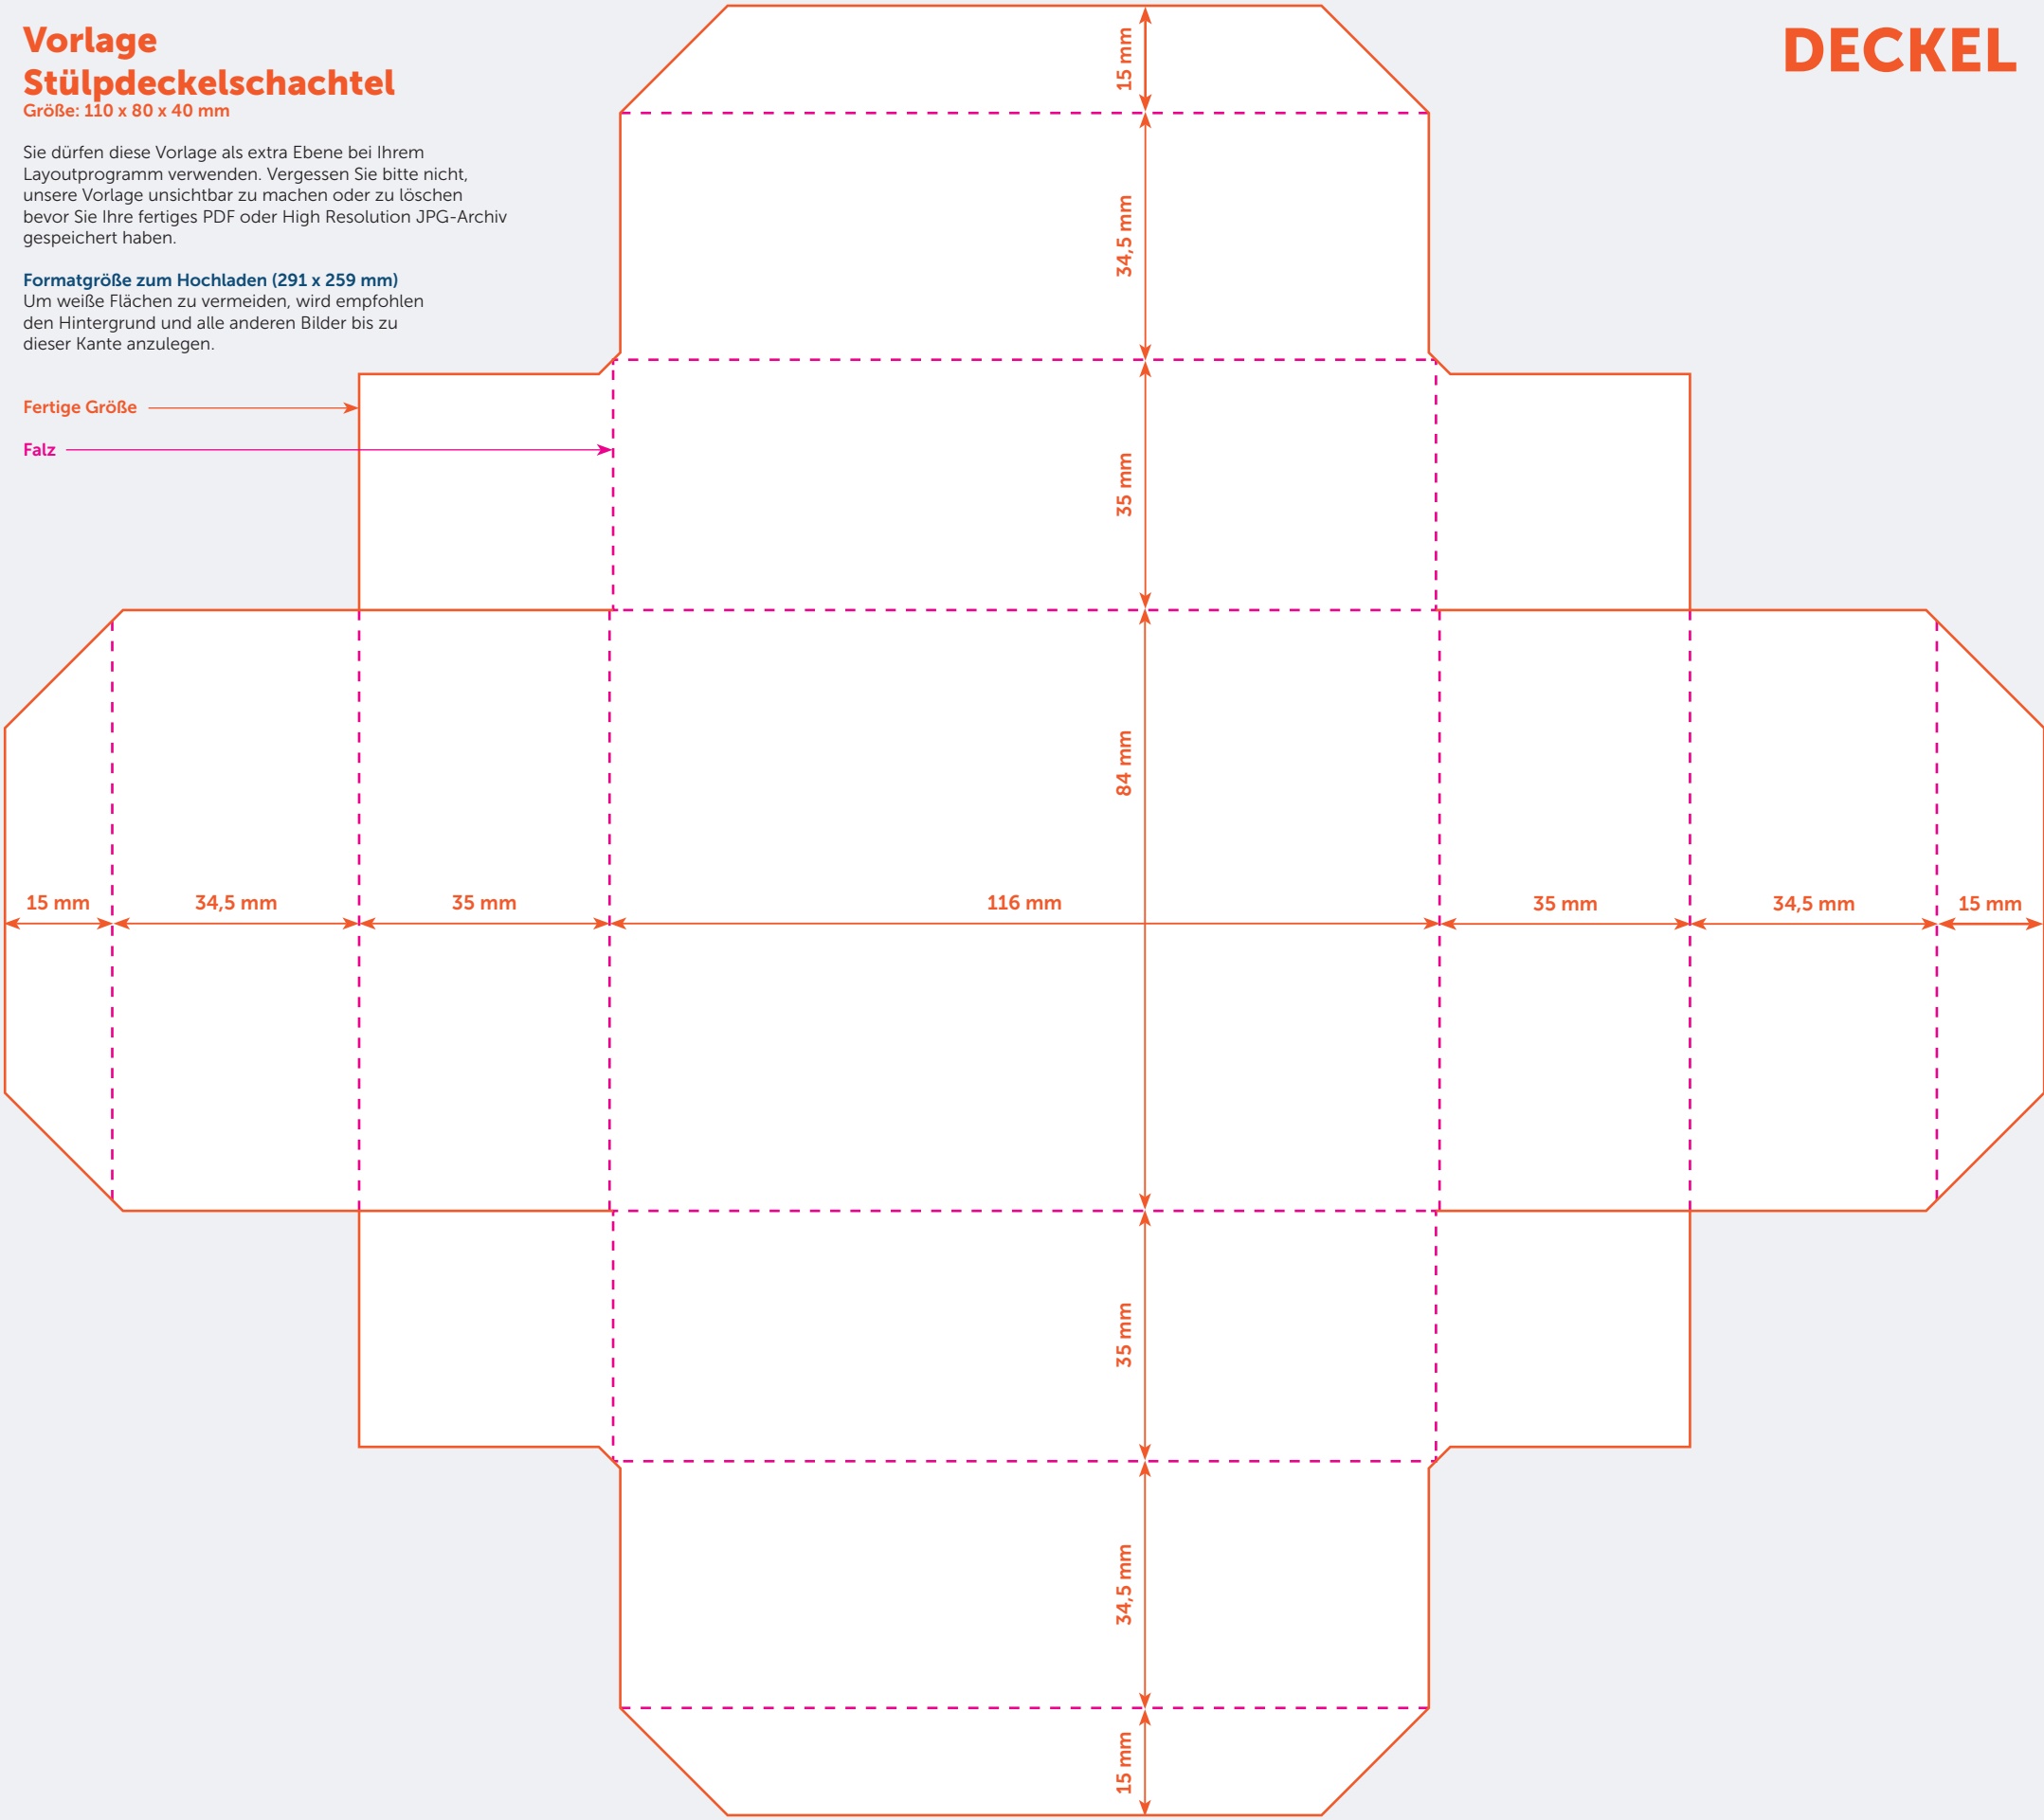 Vorlage
Stülpdeckelschachtel
Größe: 110 x 80 x 40 mm
DECKEL
Sie dürfen diese Vorlage als extra Ebene bei Ihrem
Layoutprogramm verwenden. Vergessen Sie bitte nicht,
unsere Vorlage unsichtbar zu machen oder zu löschen
bevor Sie Ihre fertiges PDF oder High Resolution JPG-Archiv
gespeichert haben.
Formatgröße zum Hochladen (291 x 259 mm)
Um weiße Flächen zu vermeiden, wird empfohlen
den Hintergrund und alle anderen Bilder bis zu
dieser Kante anzulegen.
Fertige Größe
Falz
15 mm
34,5 mm
35 mm
84 mm
15 mm
34,5 mm
35 mm
116 mm
35 mm
34,5 mm
15 mm
35 mm
34,5 mm
15 mm